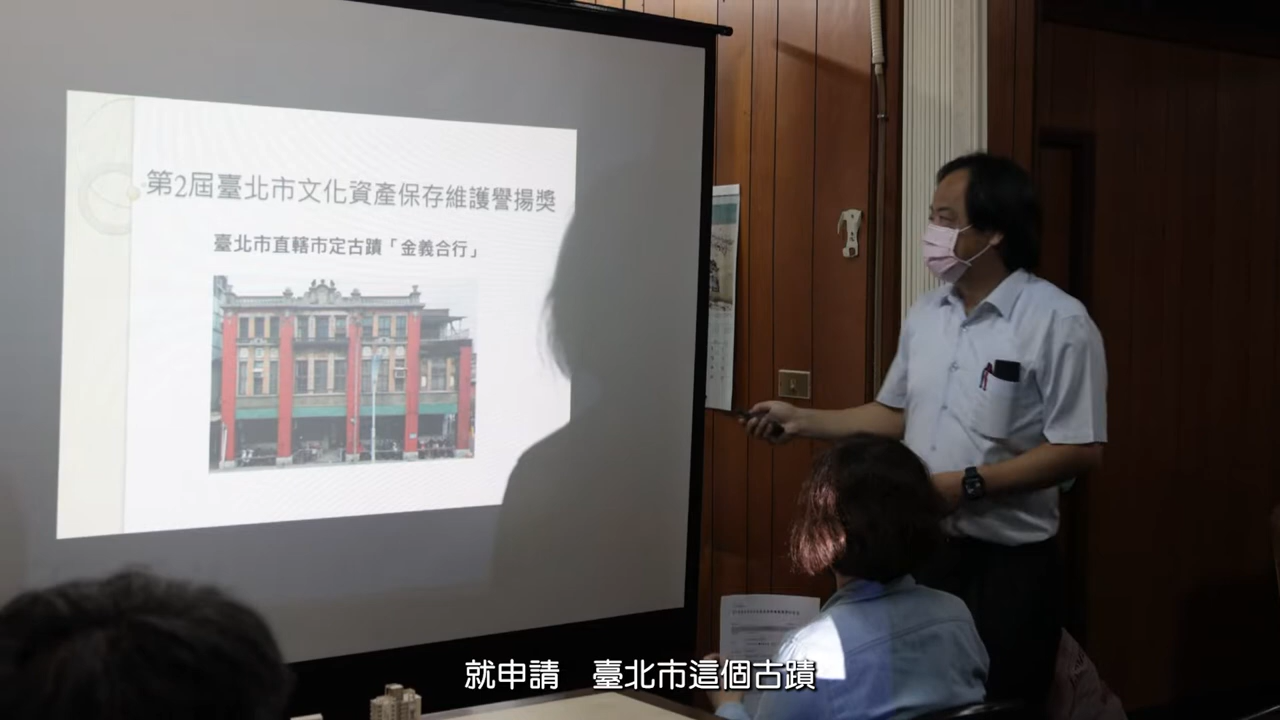 第2屆臺北市文化資產保存維護譽揚獎
臺北市直轄市定古蹟「金義合行」
就申請 臺北市這個古蹟